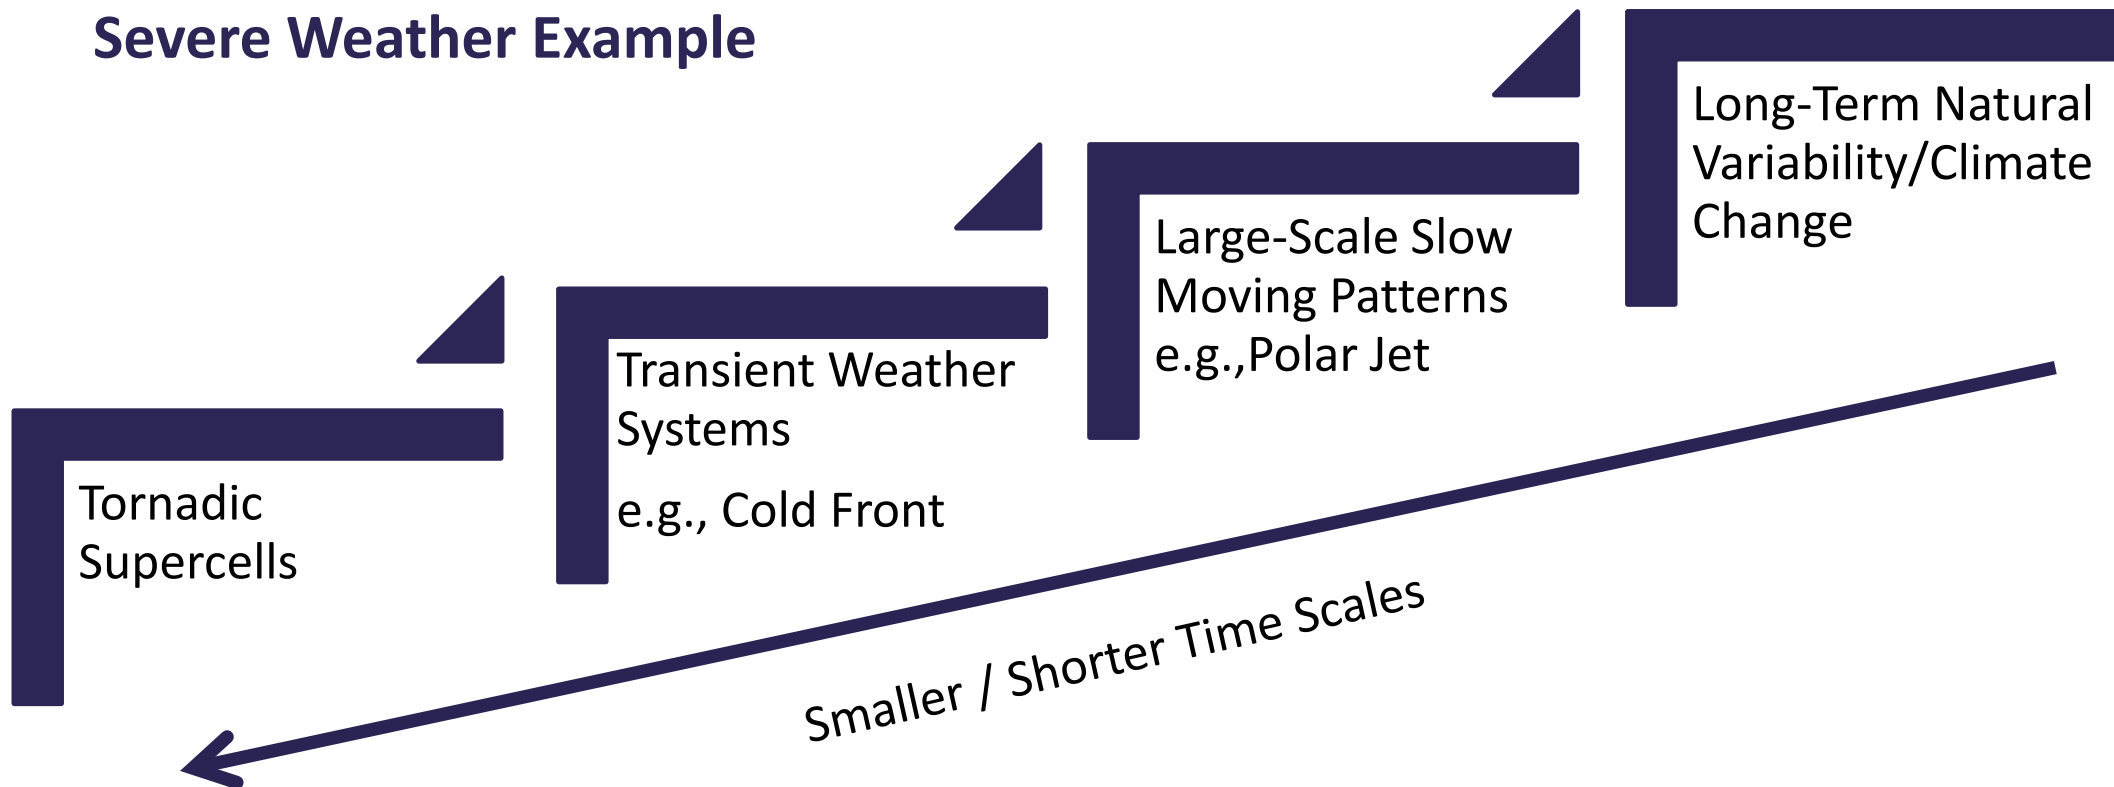 Severe Weather Example
Tornadic
Supercells
Transient Weather
Systems
e.g., Cold Front
Large-Scale Slow
Moving Patterns
e.g.,Polar Jet
Long-Term Natural
Variability/Climate
Change
Smaller / Shorter Time Scales